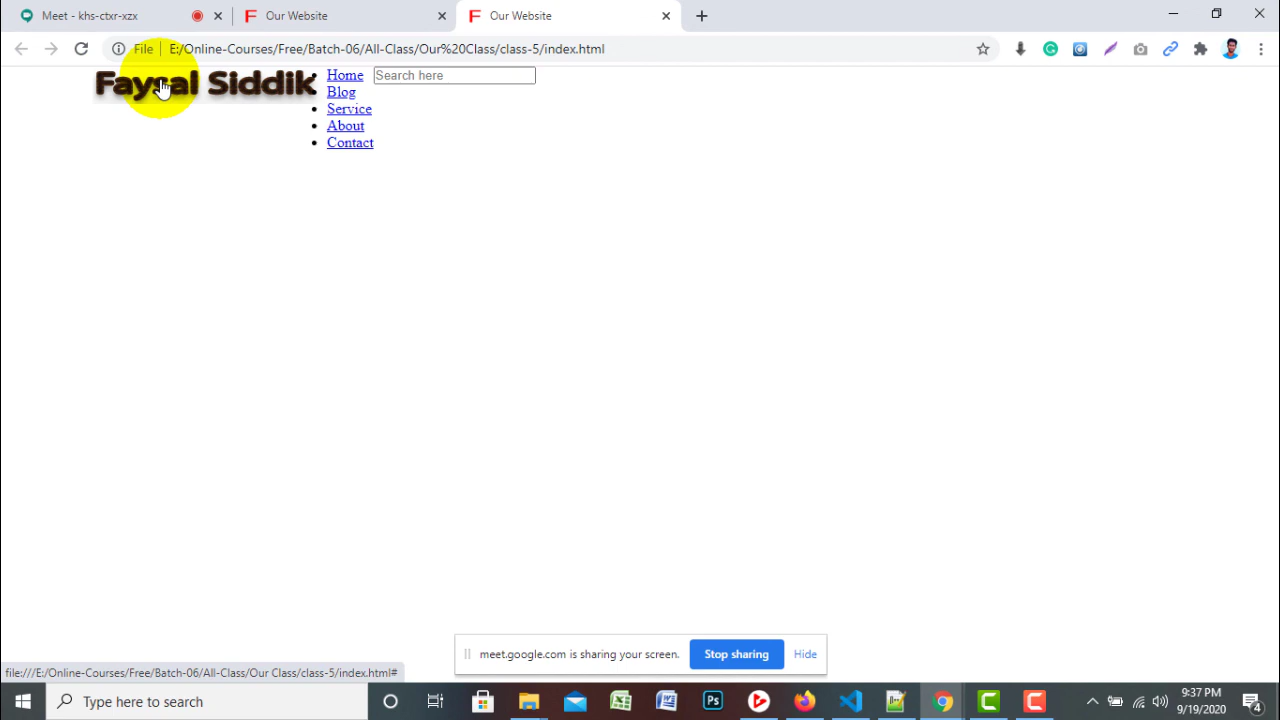 Meet - khs-ctxr-xzx
Our Website
Our Website
File | E:/Online-Courses/Free/Batch-06/All-Class/Our%20Class/class-5/index.html
Faysal Siddik
Home
Search here
Blog
Service
About
Contact
meet.google.com is sharing your screen.
Stop sharing
Hide
file:///E:/Online-Courses/Free/Batch-06/All-Class/Our Class/class-5/index.html#
Type here to search
9:37 PM
9/19/2020
4